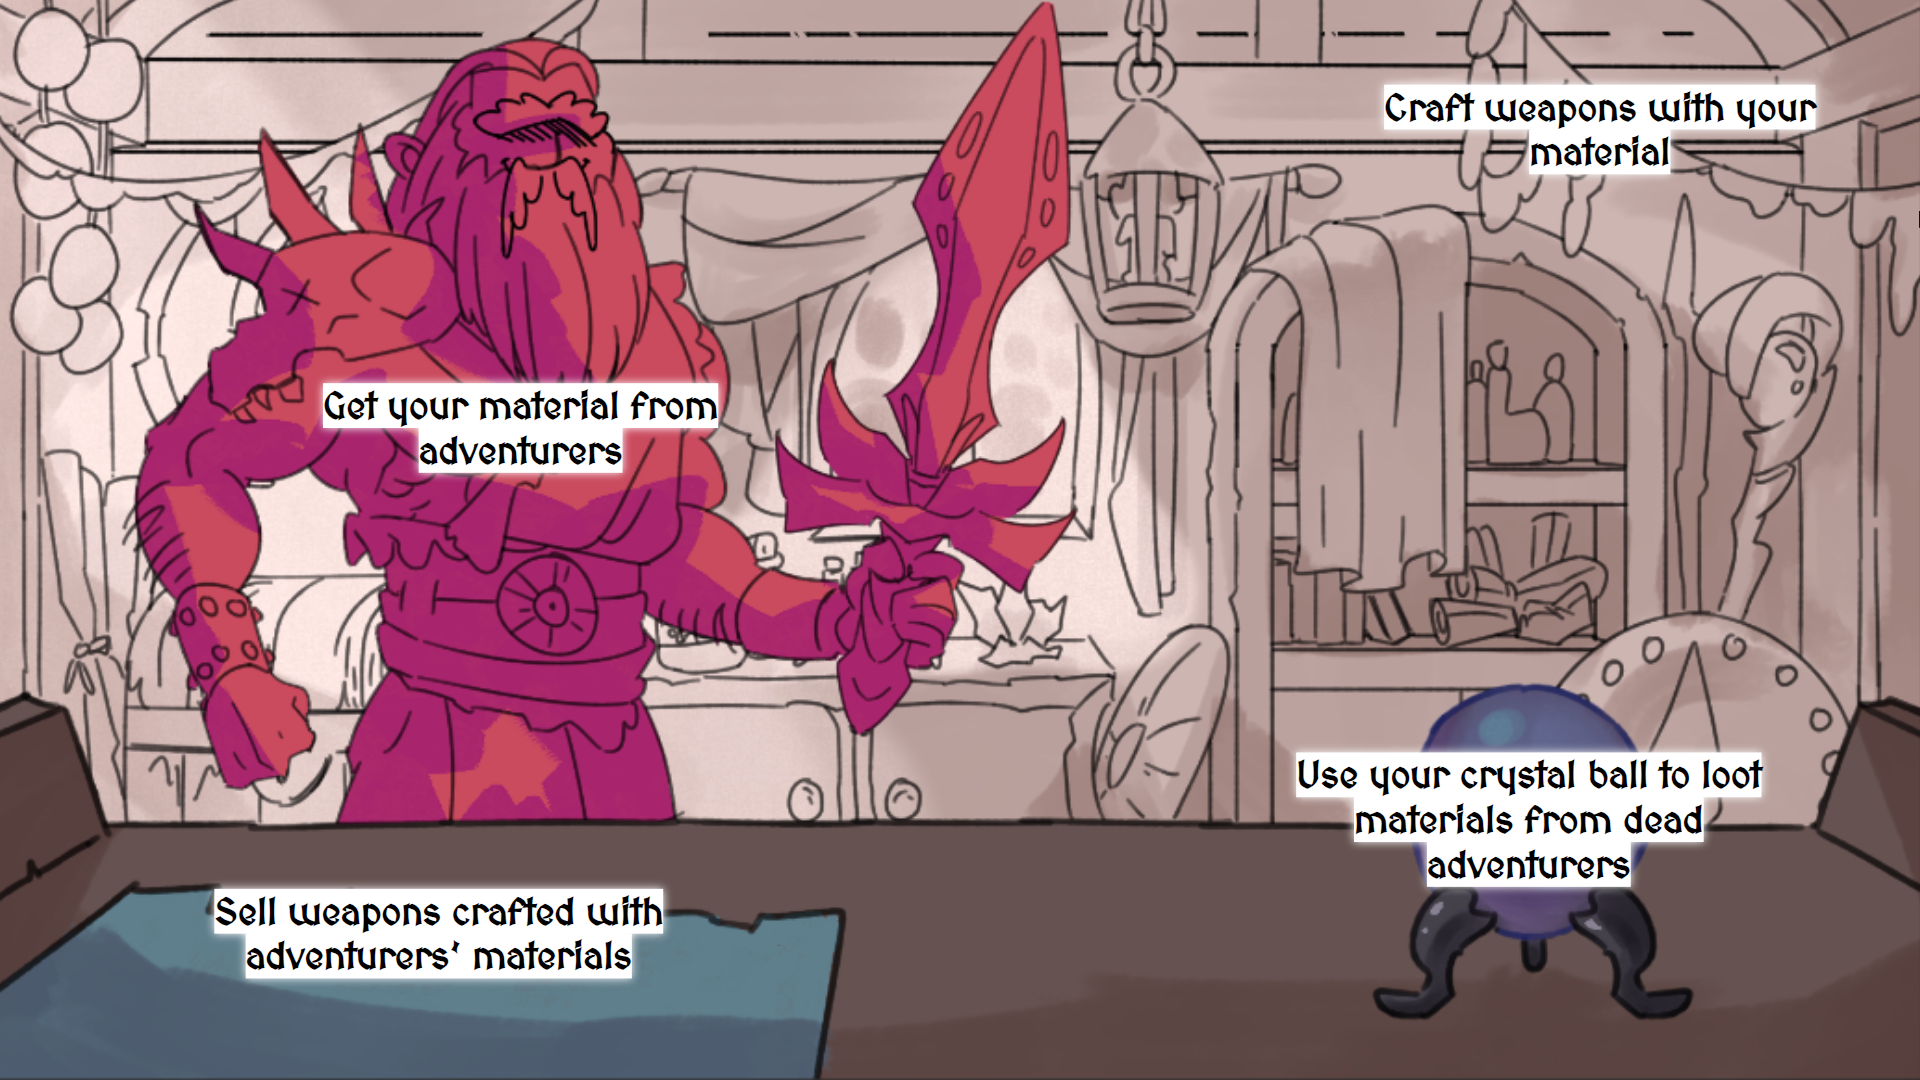 Craft weapons with your
material
Get your material from
adventurers
Use your crystal ball to loot
materials from dead
adventurers
Sell weapons crafted with
adventurers' materials